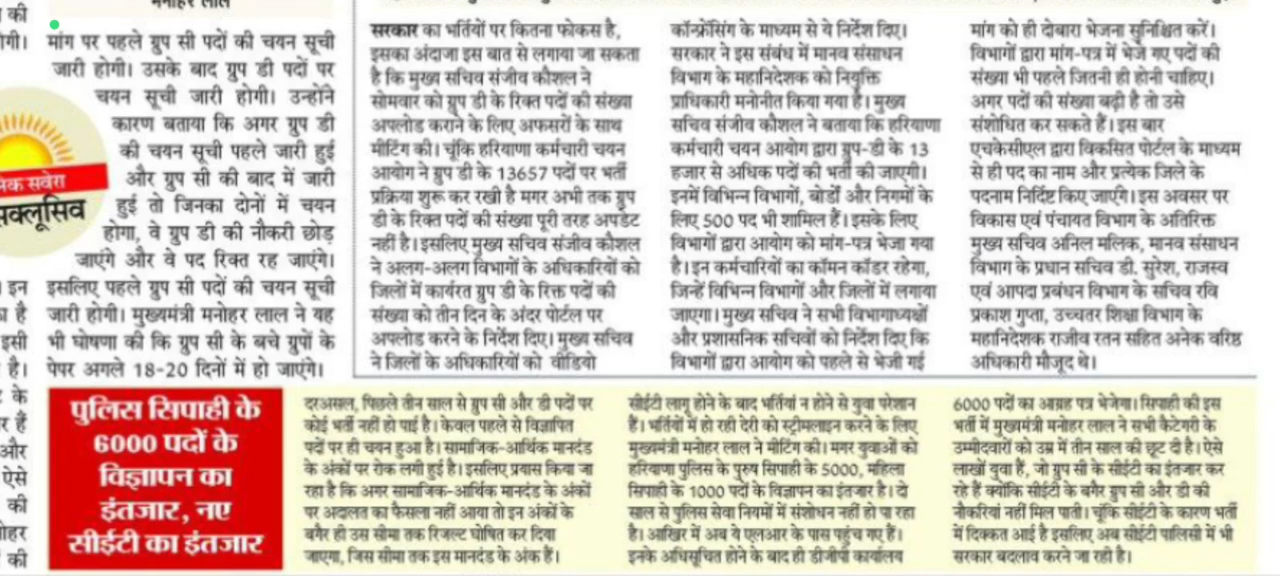 मनोहर लाल
की
ोगी।
मांग पर पहले ग्रुप सी पदों की चयन सूची
जारी होगी। उसके बाद ग्रुप डी पदों पर
चयन सूची जारी होगी। उन्होंने
कारण बताया कि अगर ग्रुप डी
की चयन सूची पहले जारी हुई
और ग्रुप सी की बाद में जारी
हुई तो जिनका दोनों में चयन
होगा, वे ग्रुप डी की नौकरी छोड़
जाएंगे और वे पद रिक्त रह जाएंगे।
इसलिए पहले ग्रुप सी पदों की चयन सूची
जारी होगी। मुख्यमंत्री मनोहर लाल ने यह
भी घोषणा की कि ग्रुप सी के बचे ग्रुपों के
पेपर अगले 18-20 दिनों में हो जाएंगे।
निक सवेरा
सक्लूसिव
इन
ा है
इसी
है।
के
र हैं
और
ऐसे
की
ोहर
की
सरकार का भर्तियों पर कितना फोकस है,
इसका अंदाजा इस बात से लगाया जा सकता
है कि मुख्य सचिव संजीव कौशल ने
सोमवार को ग्रुप डी के रिक्त पदों की संख्या
अपलोड कराने के लिए अफसरों के साथ
मीटिंग की। चूंकि हरियाणा कर्मचारी चयन
आयोग ने ग्रुप डी के 13657 पदों पर भर्ती
प्रक्रिया शुरू कर रखी है मगर अभी तक ग्रुप
डी के रिक्त पदों की संख्या पूरी तरह अपडेट
नहीं है। इसलिए मुख्य सचिव संजीव कौशल
ने अलग-अलग विभागों के अधिकारियों को
जिलों में कार्यरत ग्रुप डी के रिक्त पदों की
संख्या को तीन दिन के अंदर पोर्टल पर
अपलोड करने के निर्देश दिए। मुख्य सचिव
ने जिलों के अधिकारियों को वीडियो
कॉन्फ्रेंसिंग के माध्यम से ये निर्देश दिए।
सरकार ने इस संबंध में मानव संसाधन
विभाग के महानिदेशक को नियुक्ति
प्राधिकारी मनोनीत किया गया है। मुख्य
सचिव संजीव कौशल ने बताया कि हरियाणा
कर्मचारी चयन आयोग द्वारा ग्रुप-डी के 13
हजार से अधिक पदों की भर्ती की जाएगी।
इनमें विभिन्न विभागों, बोर्डों और निगमों के
लिए 500 पद भी शामिल हैं। इसके लिए
विभागों द्वारा आयोग को मांग-पत्र भेजा गया
है। इन कर्मचारियों का कॉमन कॉडर रहेगा,
जिन्हें विभिन्न विभागों और जिलों में लगाया
जाएगा। मुख्य सचिव ने सभी विभागाध्यक्षों
और प्रशासनिक सचिवों को निर्देश दिए कि
विभागों द्वारा आयोग को पहले से भेजी गई
मांग को ही दोबारा भेजना सुनिश्चित करें।
विभागों द्वारा मांग-पत्र में भेजे गए पदों की
संख्या भी पहले जितनी ही होनी चाहिए।
अगर पदों की संख्या बढ़ी है तो उसे
संशोधित कर सकते हैं। इस बार
एचकेसीएल द्वारा विकसित पोर्टल के माध्यम
से ही पद का नाम और प्रत्येक जिले के
पदनाम निर्दिष्ट किए जाएंगे। इस अवसर पर
विकास एवं पंचायत विभाग के अतिरिक्त
मुख्य सचिव अनिल मलिक, मानव संसाधन
विभाग के प्रधान सचिव डी. सुरेश, राजस्व
एवं आपदा प्रबंधन विभाग के सचिव रवि
प्रकाश गुप्ता, उच्चतर शिक्षा विभाग के
महानिदेशक राजीव रतन सहित अनेक वरिष्ठ
अधिकारी मौजूद थे।
पुलिस सिपाही के
6000 पदों के
विज्ञापन का
इंतजार, नए
सीईटी का इंतजार
दरअसल, पिछले तीन साल से ग्रुप सी और डी पदों पर
कोई भर्ती नहीं हो पाई है। केवल पहले से विज्ञापित
पदों पर ही चयन हुआ है। सामाजिक-आर्थिक मानदंड
के अंकों पर रोक लगी हुई है। इसलिए प्रयास किया जा
रहा है कि अगर सामाजिक-आर्थिक मानदंड के अंकों
पर अदालत का फैसला नहीं आया तो इन अंकों के
बगैर ही उस सीमा तक रिजल्ट घोषित कर दिया
जाएगा, जिस सीमा तक इस मानदंड के अंक हैं।
सीईटी लागू होने के बाद भर्तियां न होने से युवा परेशान
हैं। भर्तियों में हो रही देरी को स्ट्रीमलाइन करने के लिए
मुख्यमंत्री मनोहर लाल ने मीटिंग की। मगर युवाओं को
हरियाणा पुलिस के पुरुष सिपाही के 5000, महिला
सिपाही के 1000 पदों के विज्ञापन का इंतजार है। दो
साल से पुलिस सेवा नियमों में संशोधन नहीं हो पा रहा
है। आखिर में अब ये एलआर के पास पहुंच गए हैं।
इनके अधिसूचित होने के बाद ही डीजीपी कार्यालय
6000 पदों का आग्रह पत्र भेजेगा। सिपाही की इस
भर्ती में मुख्यमंत्री मनोहर लाल ने सभी कैटेगरी के
उम्मीदवारों को उम्र में तीन साल की छूट दी है। ऐसे
लाखों युवा हैं, जो ग्रुप सी के सीईटी का इंतजार कर
रहे हैं क्योंकि सीईटी के बगैर ग्रुप सी और डी की
नौकरियां नहीं मिल पाती। चूंकि सीईटी के कारण भर्ती
में दिक्कत आई है इसलिए अब सीईटी पालिसी में भी
सरकार बदलाव करने जा रही है।